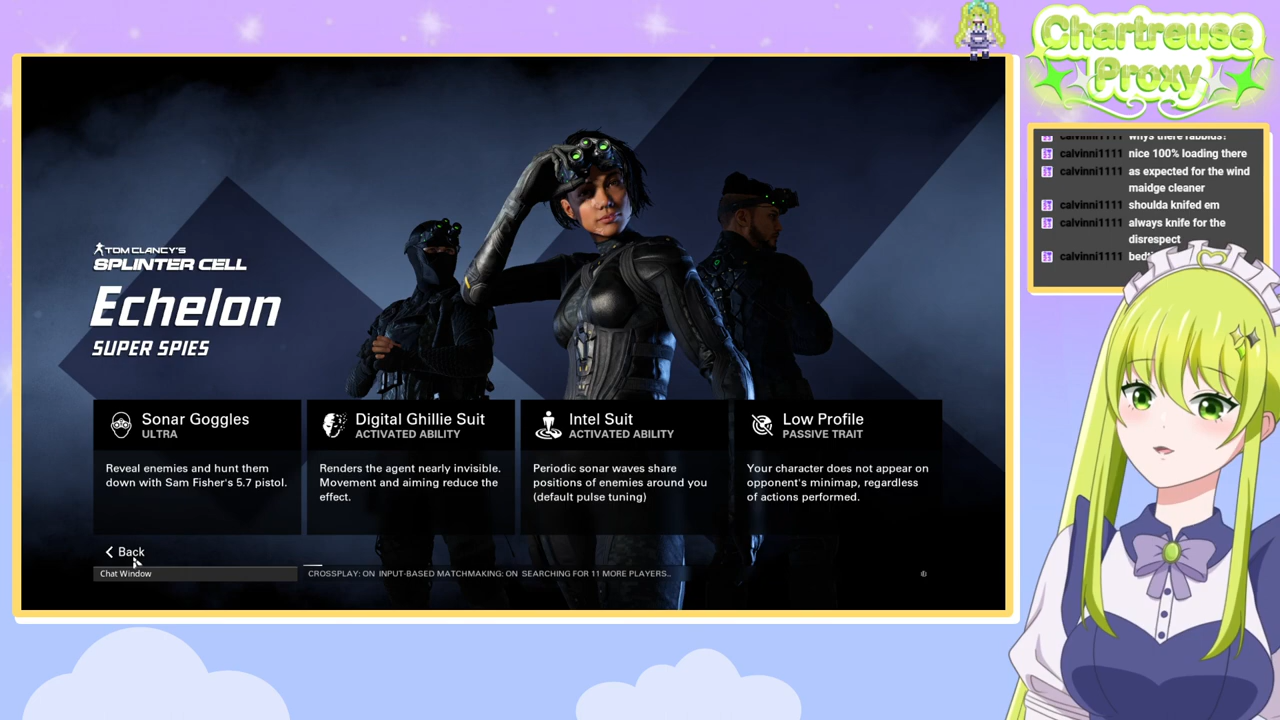 Chartreuse
Proxy
calvinni1111 whys there rabbids?
calvinni1111 nice 100% loading there
calvinni1111 as expected for the wind
maidge cleaner
calvinni1111 shoulda knifed em
calvinni1111 always knife for the
disrespect
calvinni1111
TOM CLANCY'S
SPLINTER CELL
Echelon
SUPER SPIES
Sonar Goggles
ULTRA
Reveal enemies and hunt them
down with Sam Fisher's 5.7 pistol.
Digital Ghillie Suit
ACTIVATED ABILITY
Renders the agent nearly invisible.
Movement and aiming reduce the
effect.
Intel Suit
ACTIVATED ABILITY
Periodic sonar waves share
positions of enemies around you
(default pulse tuning)
Low Profile
PASSIVE TRAIT
Your character does not appear on
opponent's minimap, regardless
of actions performed.
Back
Chat Window
CROSSPLAY: ON INPUT-BASED MATCHMAKING: ON SEARCHING FOR 11 MORE PLAYERS..